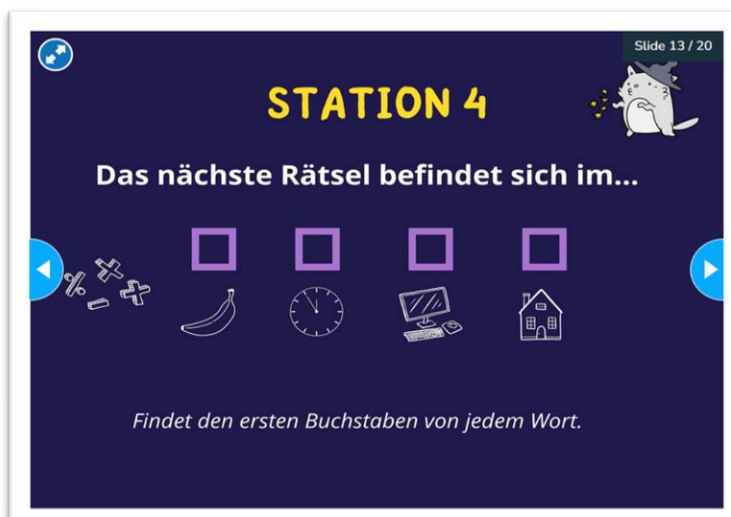 Slide 13 / 20
STATION 4
Das nächste Rätsel befindet sich im...
Findet den ersten Buchstaben von jedem Wort.